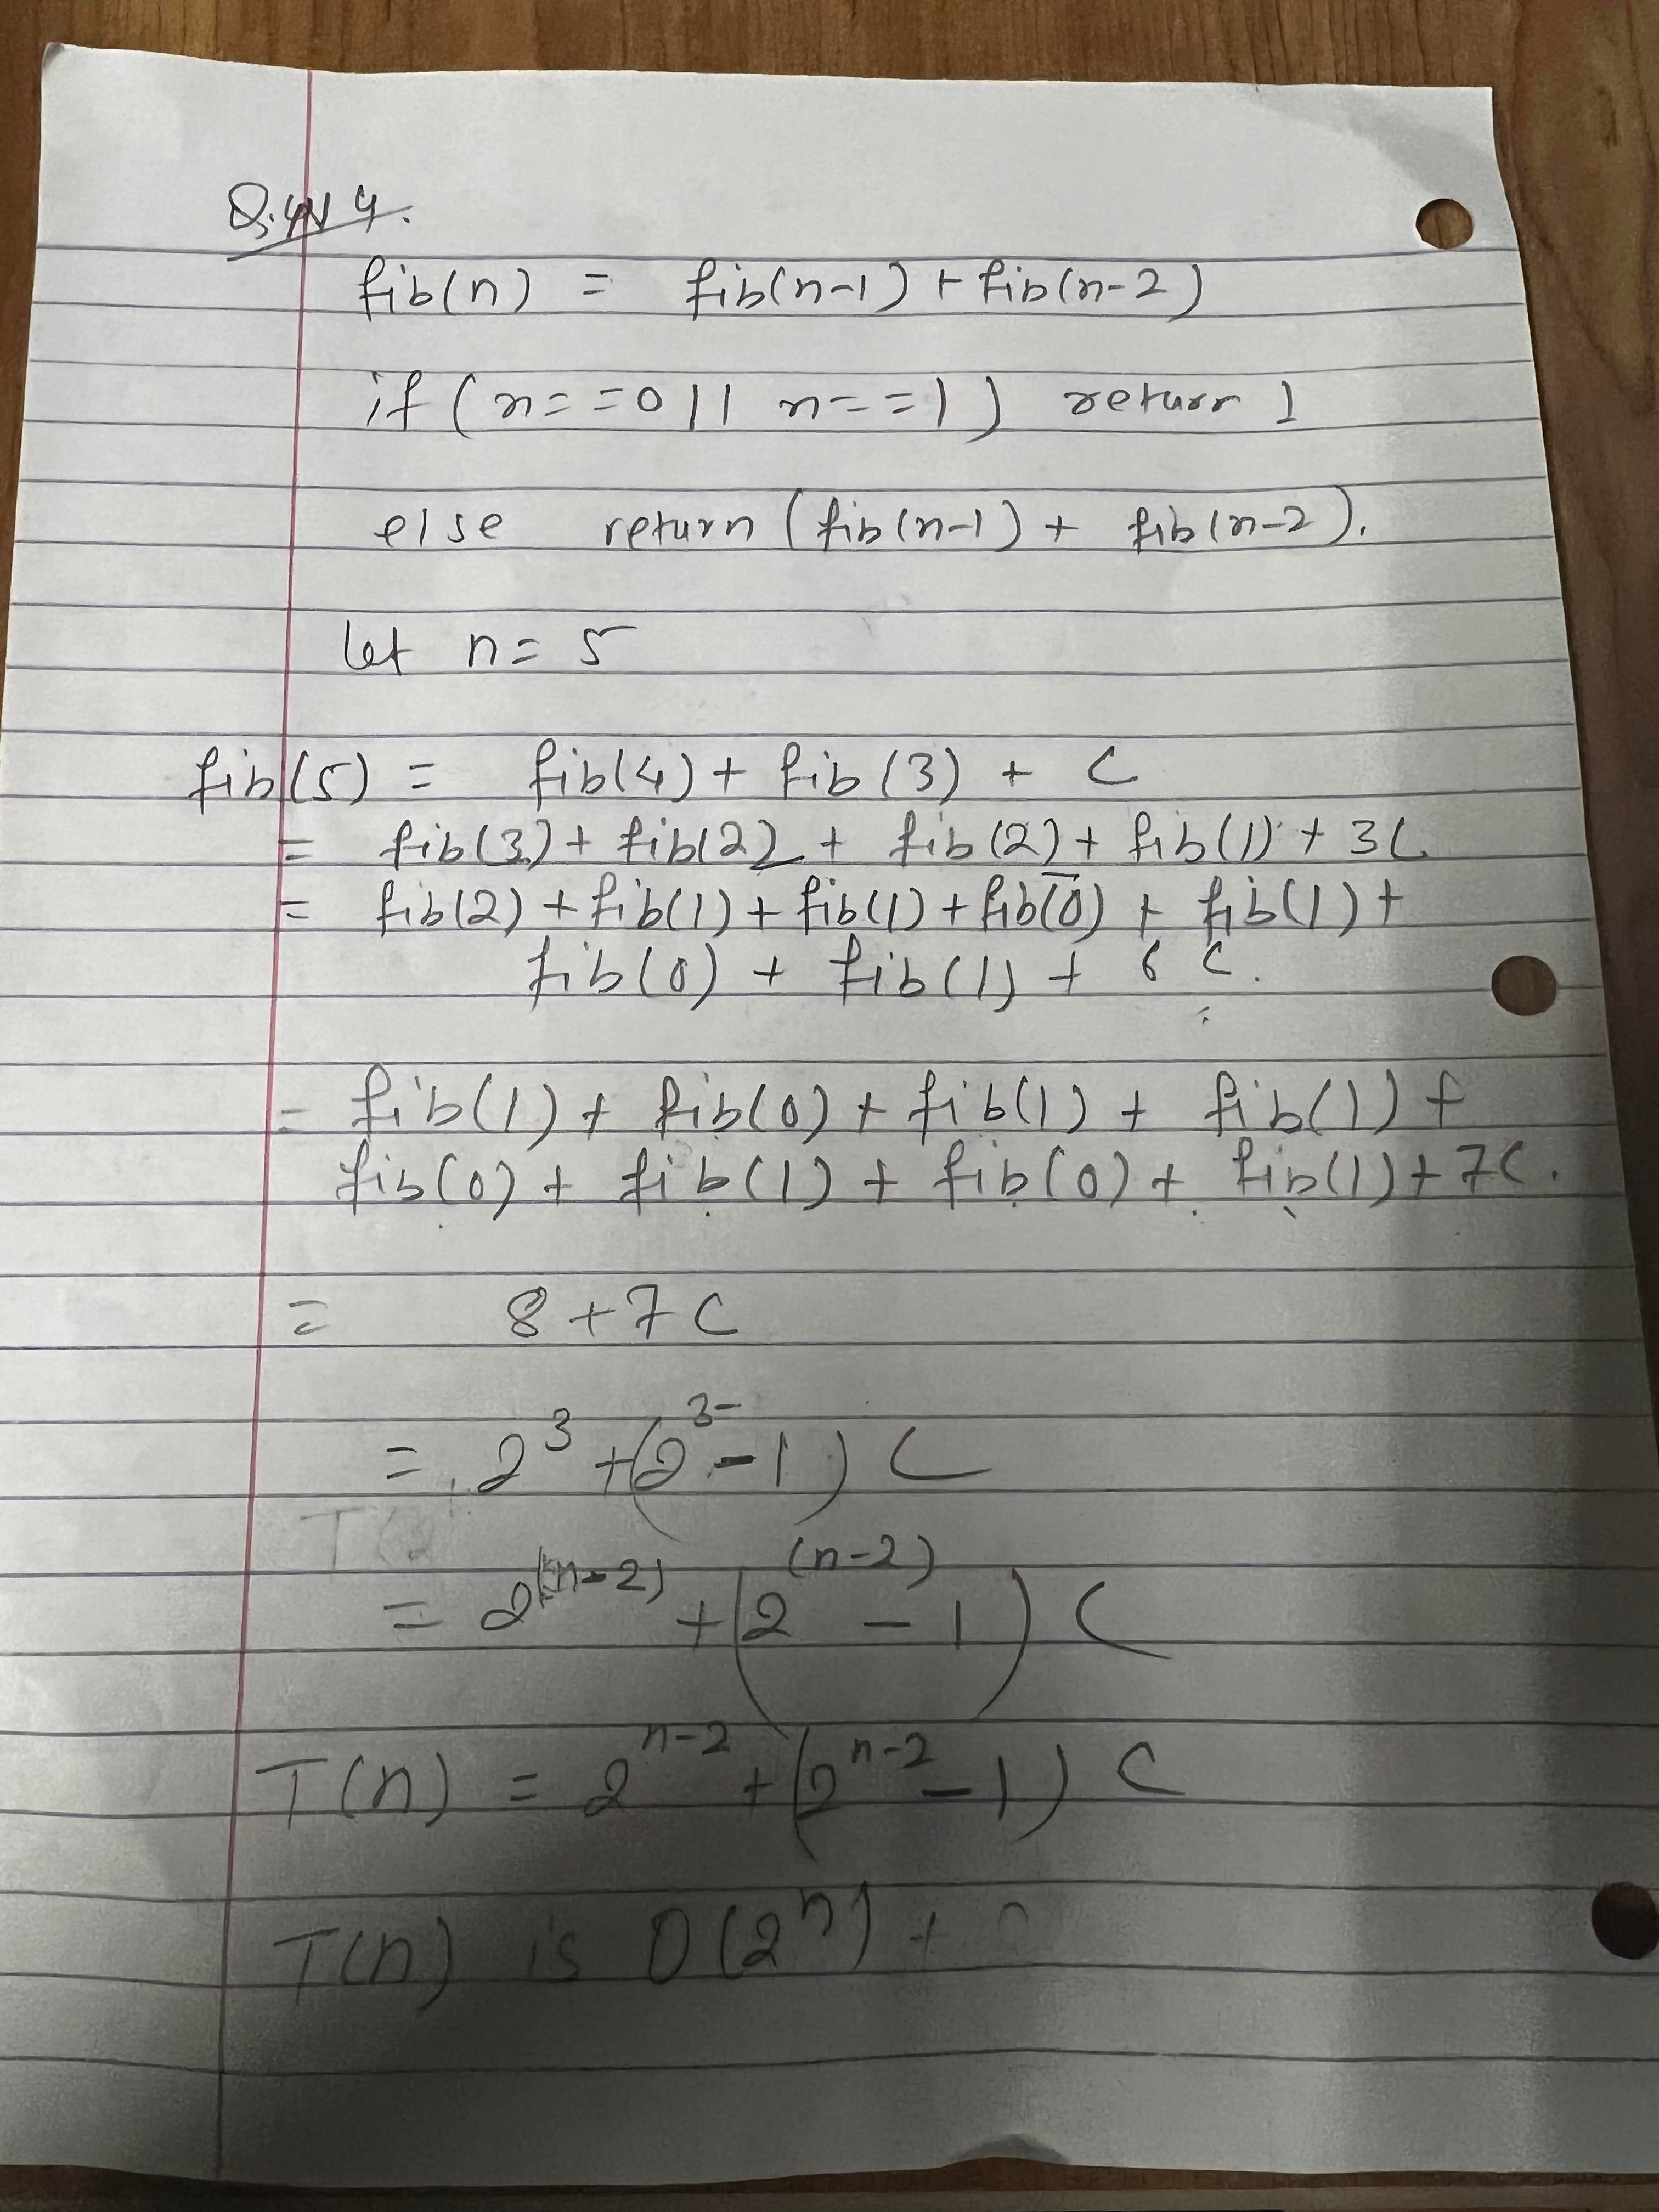 Q.N 4.
fib(n) = fib(n-1) + fib(n-2)
if (n==0 || n==1) return 1
else return (fib(n-1) + fib(n-2).
let n = 5
fib(5) = fib(4) + fib(3) + C
= fib(3) + fib(2) + fib(2) + fib(1) + 3C
= fib(2) + fib(1) + fib(1) + fib(0) + fib(1) +
fib(0) + fib(1) + 6 C.
= fib(1) + fib(0) + fib(1) + fib(1) +
fib(0) + fib(1) + fib(0) + fib(1) + 7C.
= 8 + 7C
= 2^3 + (2^3 - 1) C
= 2^(n-2) + (2^(n-2) - 1) C
T(n) = 2^n-2 + (2^n-2 - 1) C
T(n) is O(2^n)